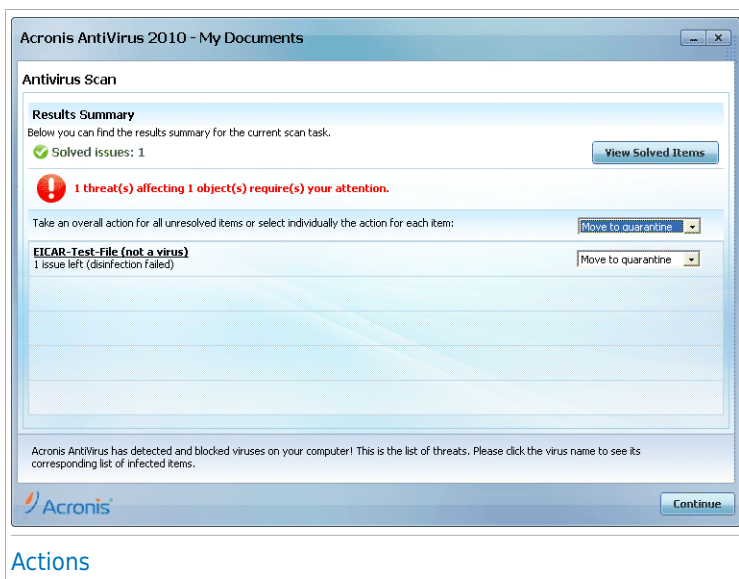 Acronis AntiVirus 2010 - My Documents
Antivirus Scan
Results Summary
Below you can find the results summary for the current scan task.
Solved issues: 1
View Solved Items
1 threat(s) affecting 1 object(s) require(s) your attention.
Take an overall action for all unresolved items or select individually the action for each item:
Move to quarantine
EICAR-Test-File (not a virus)
1 issue left (disinfection failed)
Move to quarantine
Acronis AntiVirus has detected and blocked viruses on your computer! This is the list of threats. Please click the virus name to see its
corresponding list of infected items.
Acronis
Continue
Actions